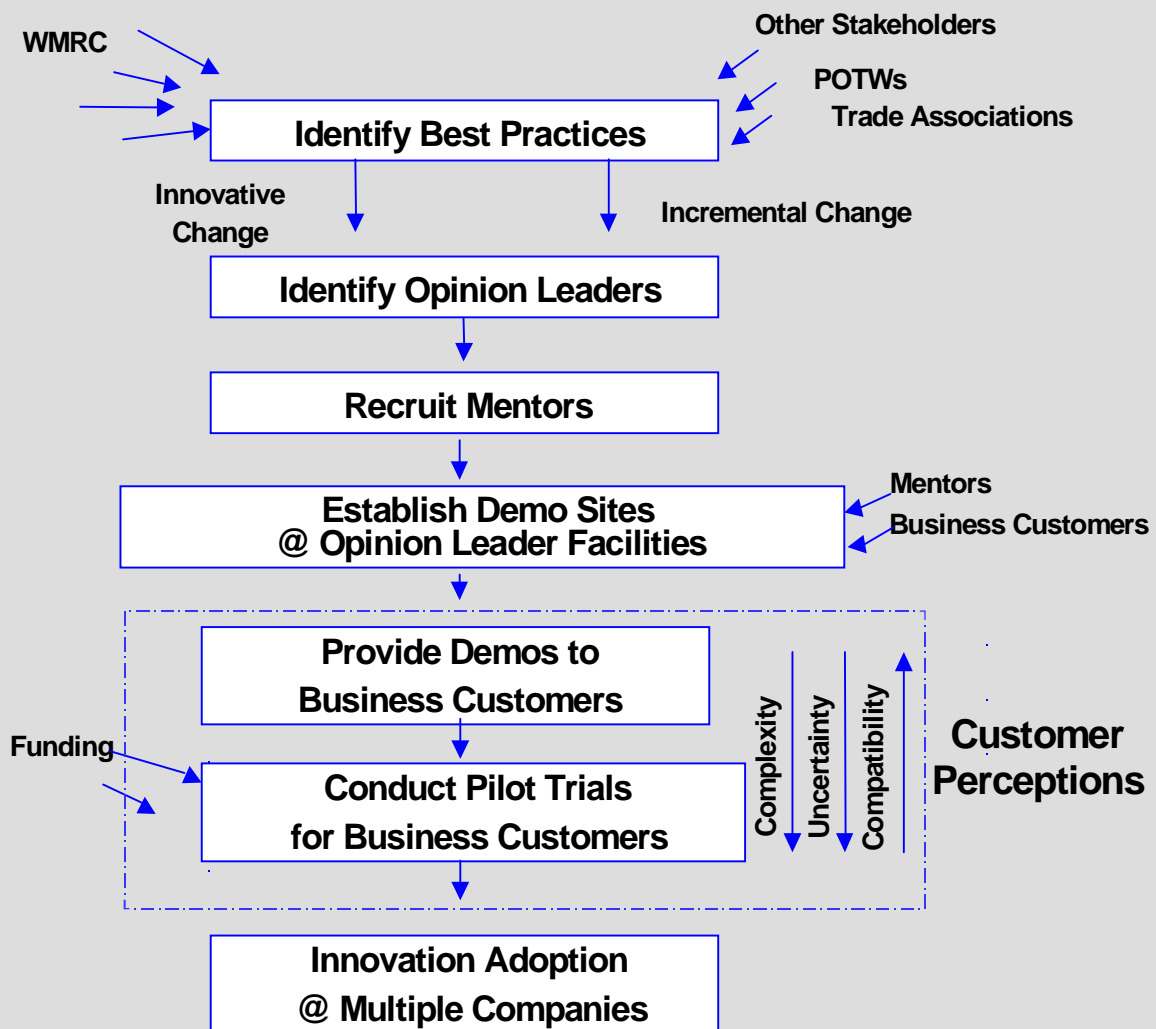 WMRC
Other Stakeholders
POTWs
Trade Associations
Identify Best Practices
Innovative
Change
Incremental Change
Identify Opinion Leaders
Recruit Mentors
Establish Demo Sites
@ Opinion Leader Facilities
Mentors
Business Customers
Provide Demos to
Business Customers
Funding
Conduct Pilot Trials
for Business Customers
Complexity
Uncertainty
Compatibility
Customer
Perceptions
Innovation Adoption
@ Multiple Companies